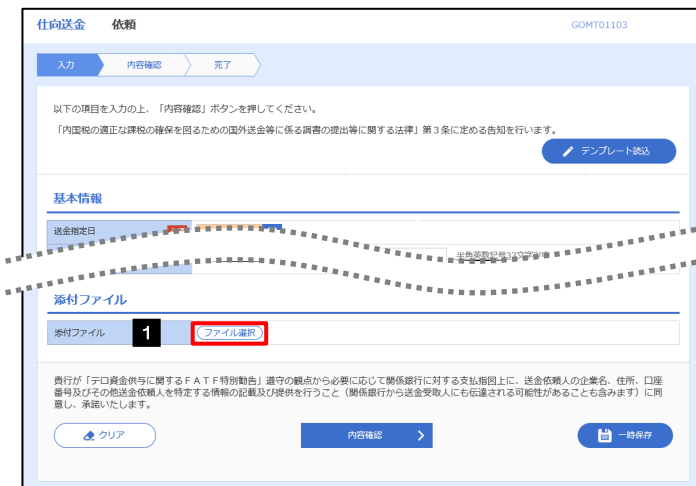 仕向送金 依頼 GOMT01103
入力 内容確認 完了
以下の項目を入力の上、「内容確認」ボタンを押してください。
「内国税の適正な課税の確保を図るための国外送金等に係る調書の提出等に関する法律」第3条に定める告知を行います。
テンプレート読込
基本情報
送金指定日
半角英数記号32文字以内
添付ファイル
添付ファイル 1 ファイル選択
貴行が「テロ資金供与に関するFATF特別勧告」遵守の観点から必要に応じて関係銀行に対する支払指図上に、送金依頼人の企業名、住所、口座
番号及びその他送金依頼人を特定する情報の記載及び提供を行うこと(関係銀行から送金受取人にも伝達される可能性があることも含みます)に同
意し、承諾いたします。
クリア 内容確認 一時保存